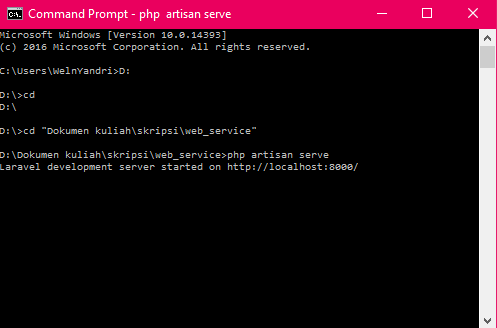 Command Prompt - php  artisan serve
Microsoft Windows [Version 10.0.14393]
(c) 2016 Microsoft Corporation. All rights reserved.
C:\Users\WelnYandri>D:
D:\>cd
D:\
D:\>cd "Dokumen kuliah\skripsi\web_service"
D:\Dokumen kuliah\skripsi\web_service>php artisan serve
Laravel development server started on http://localhost:8000/